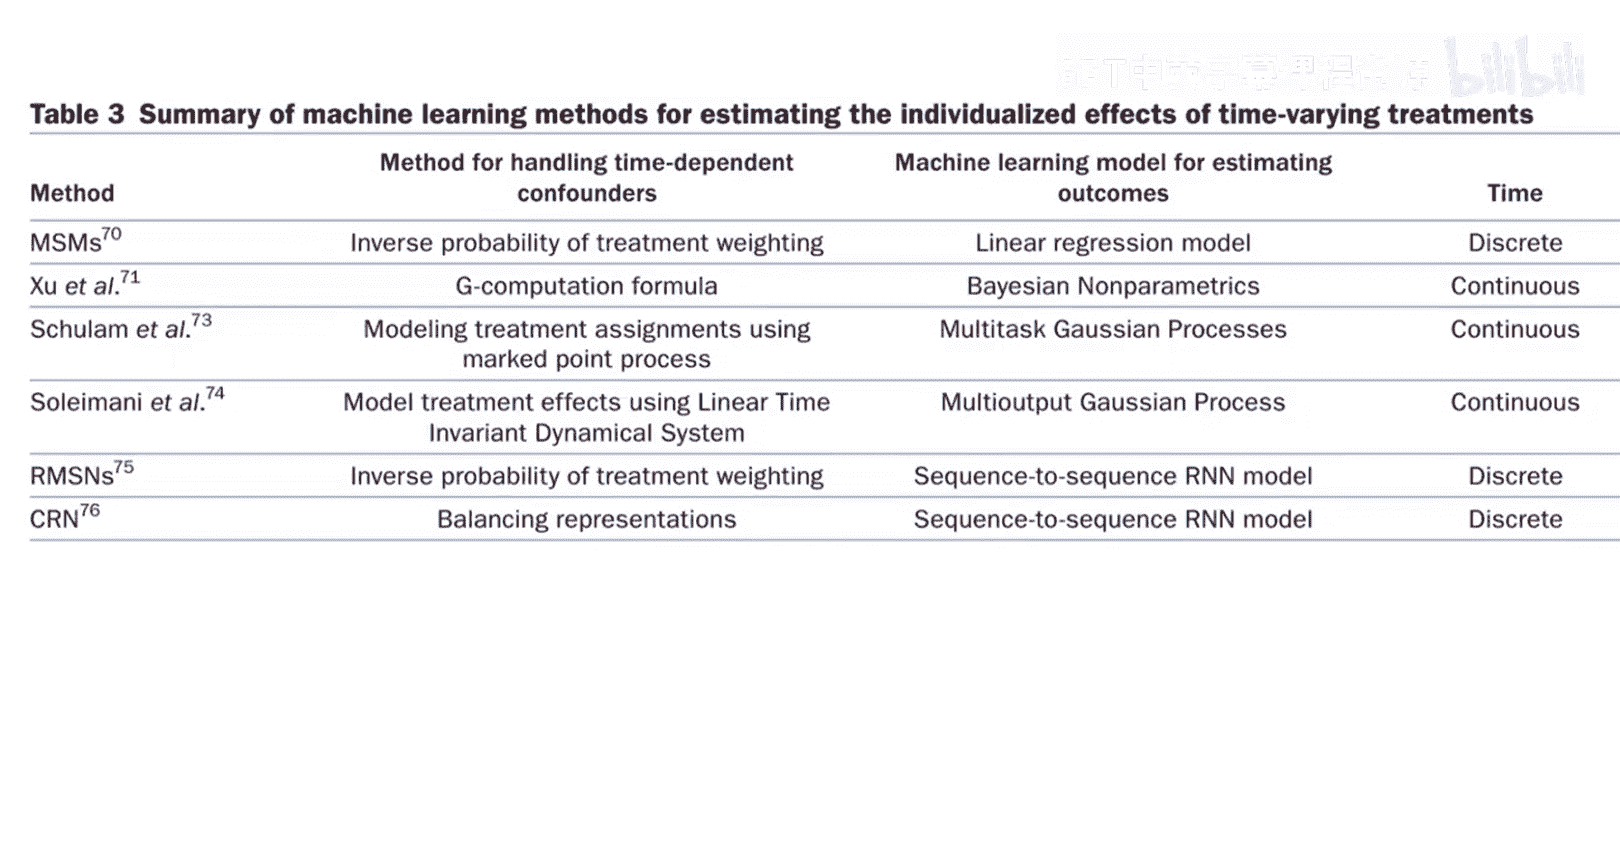 bilibili
Table 3 Summary of machine learning methods for estimating the individualized effects of time-varying treatments
Method for handling time-dependent confounders
Machine learning model for estimating outcomes
Method
Time
MSMs70 Inverse probability of treatment weighting Linear regression model Discrete
Xu et al.71 G-computation formula Bayesian Nonparametrics Continuous
Schulam et al.73 Modeling treatment assignments using Multitask Gaussian Processes Continuous
marked point process
Soleimani et al.74 Model treatment effects using Linear Time Multioutput Gaussian Process Continuous
Invariant Dynamical System
RMSNs75 Inverse probability of treatment weighting Sequence-to-sequence RNN model Discrete
CRN76 Balancing representations Sequence-to-sequence RNN model Discrete